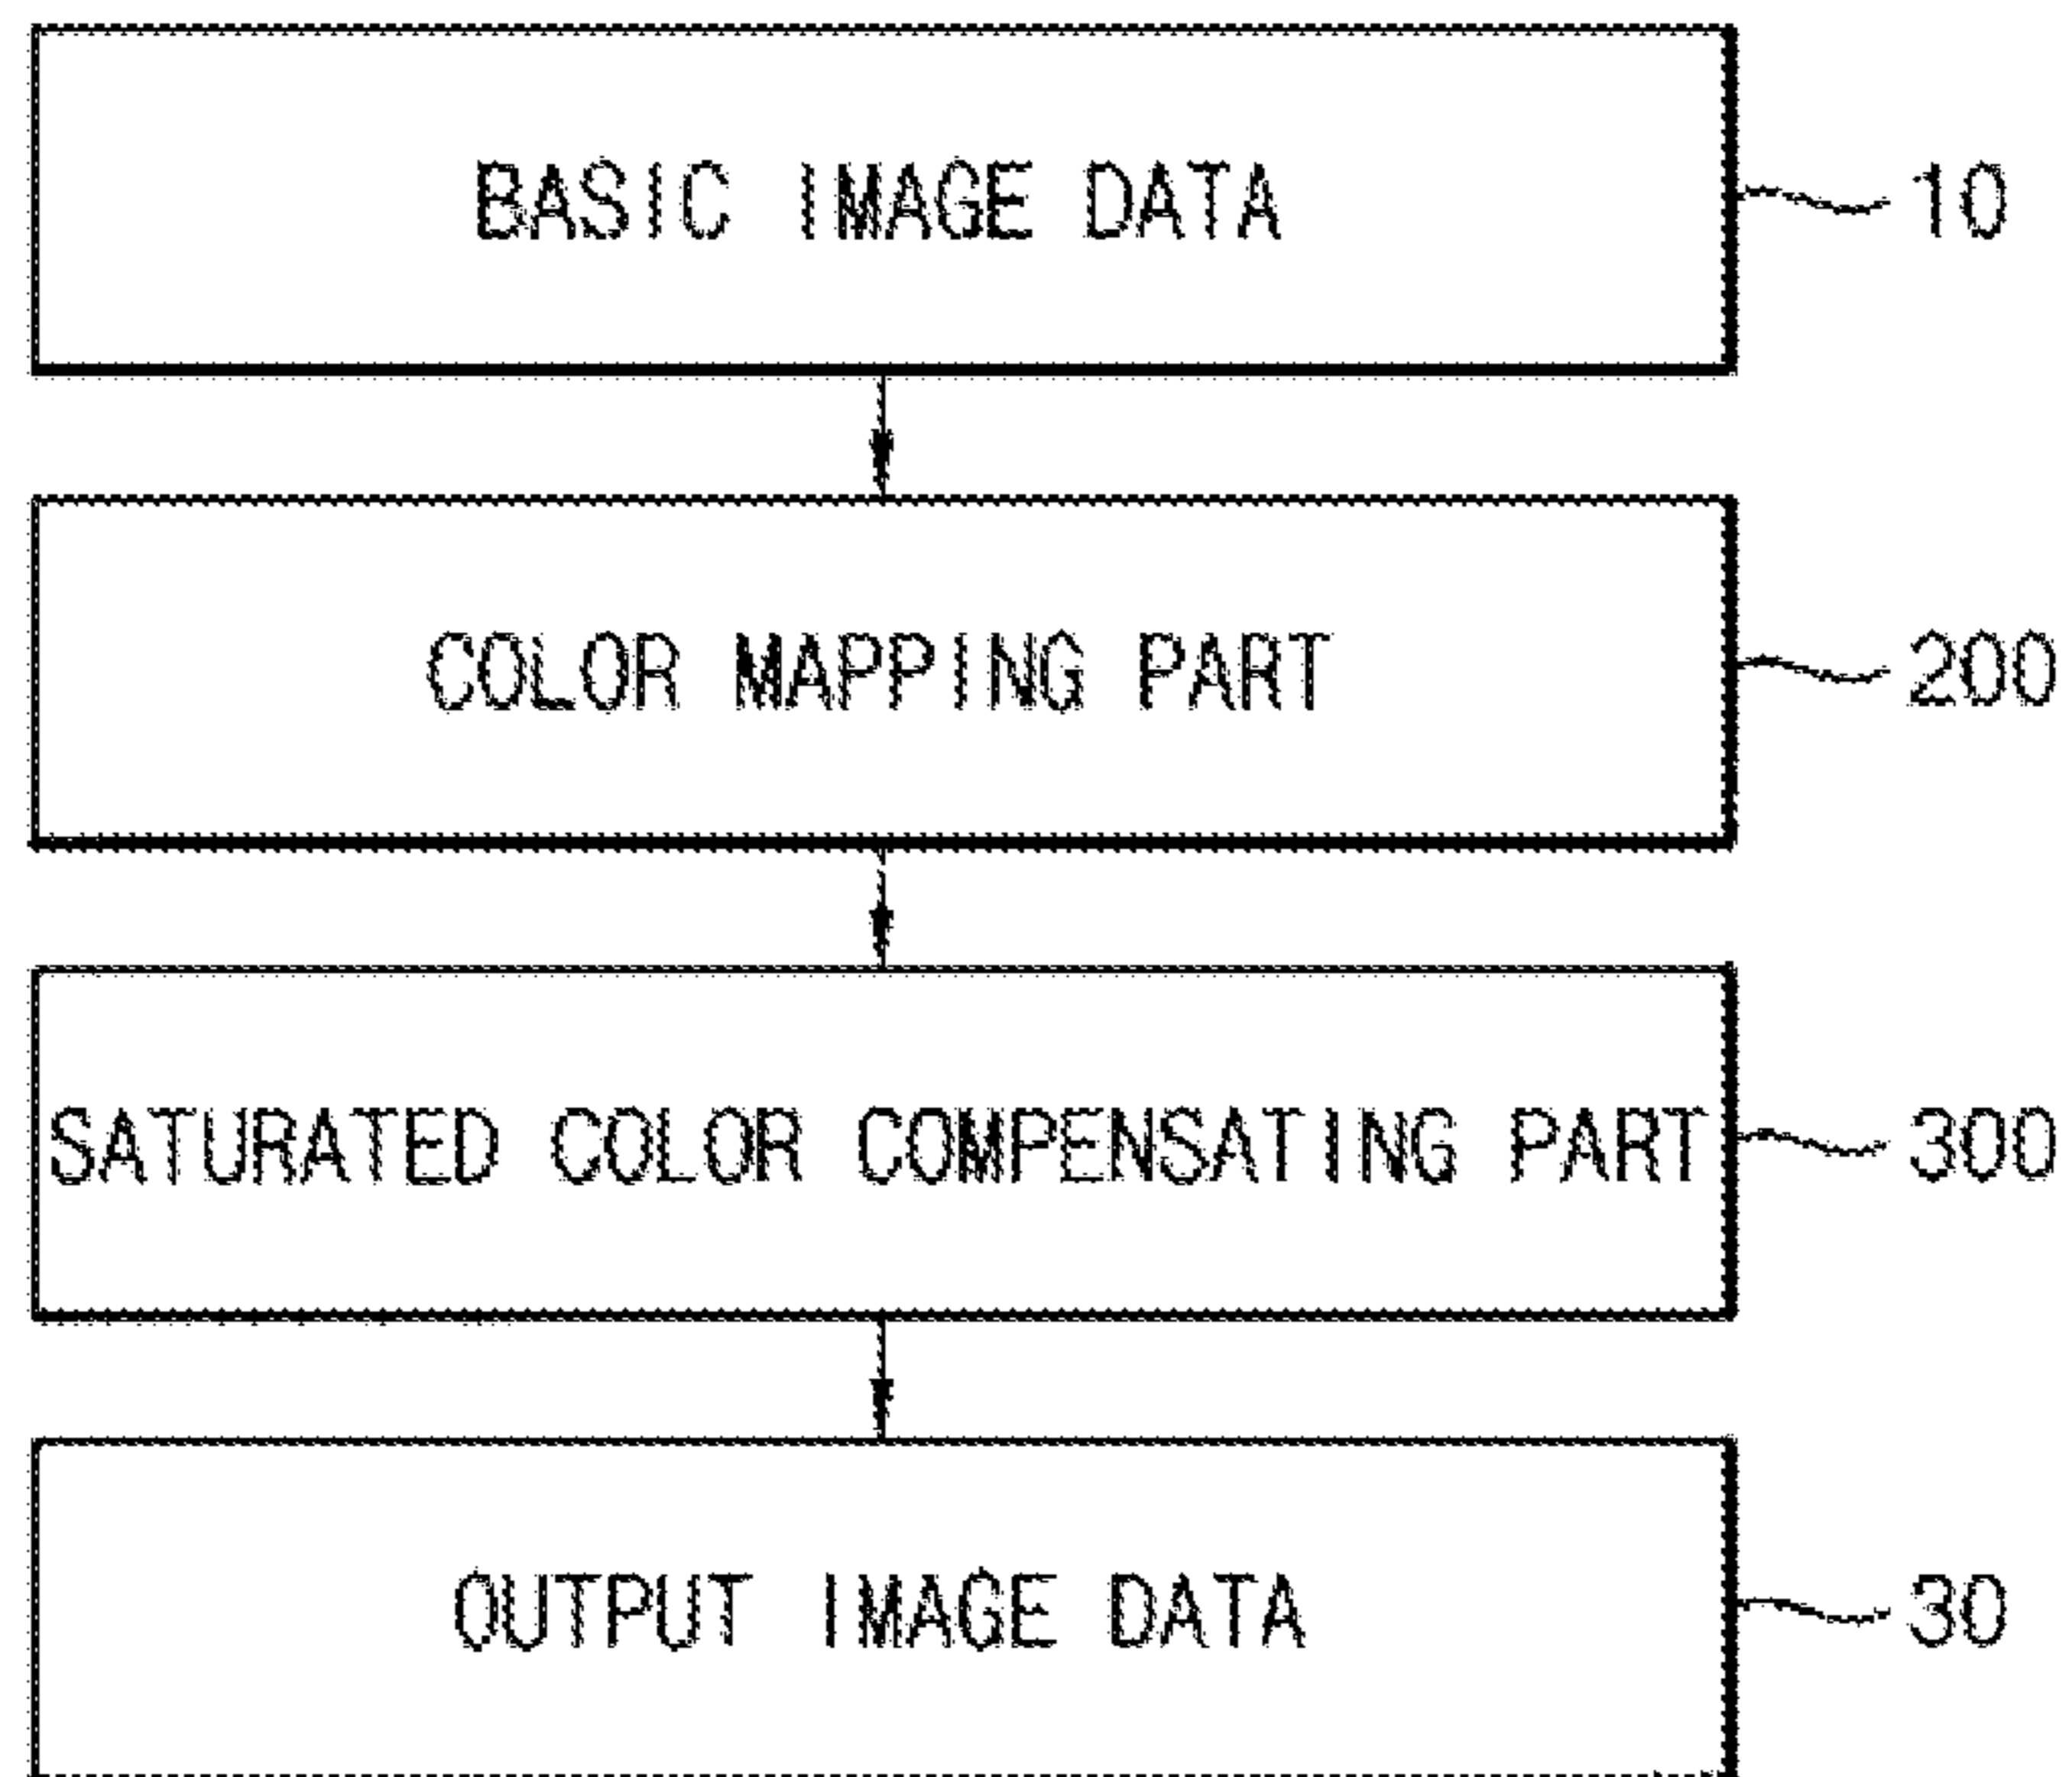 BASIC IMAGE DATA 10
COLOR MAPPING PART 200
SATURATED COLOR COMPENSATING PART 300
OUTPUT IMAGE DATA 30